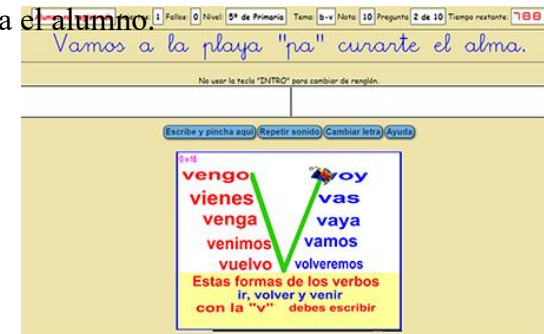 a el alumno.
1 Fallos: 0 Nivel: 5º de Primaria Tema: b-v Nota: 10 Pregunta 2 de 10 Tiempo restante: 788
Vamos a la playa "pa" curarte el alma.
No usar la tecla "INTRO" para cambiar de renglón.
Escribe y pincha aqui Repetir sonido Cambiar letra Ayuda
vengo voy
vienes vas
venga vaya
venimos vamos
vuelvo volveremos
Estas formas de los verbos
ir, volver y venir
con la "v" debes escribir